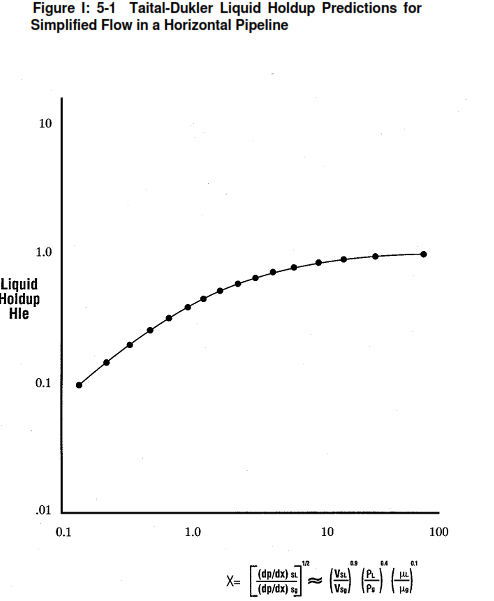 Figure I: 5-1 Taital-Dukler Liquid Holdup Predictions for
Simplified Flow in a Horizontal Pipeline
10
1.0
Liquid
Holdup
Hle
0.1
.01
0.1 1.0 10 100
X= [(dp/dx) SL / (dp/dx) Sg]^1/2 ≈ (VSL/VSg)^0.9 (ρL/ρg)^0.4 (μL/μg)^0.1